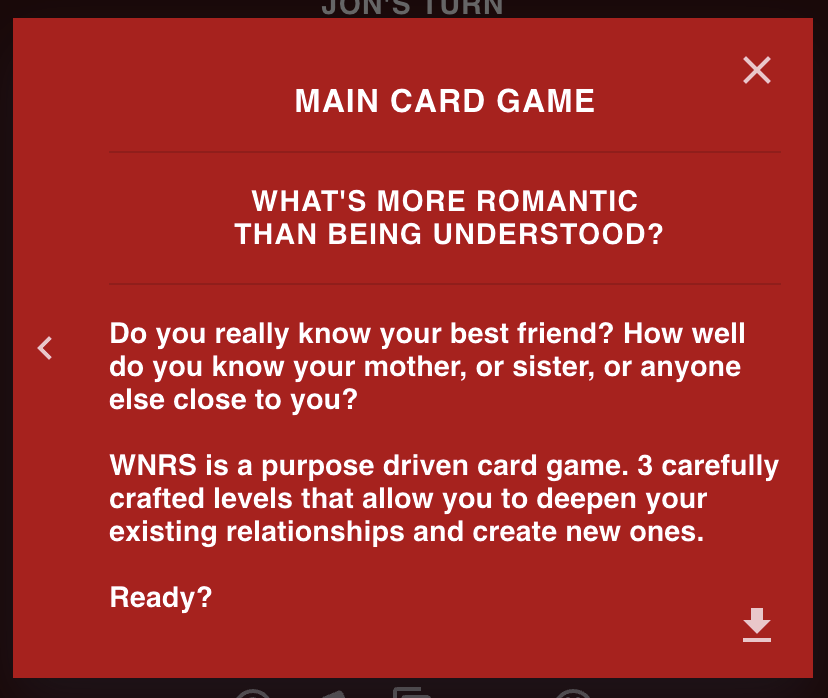 JON'S TURN
MAIN CARD GAME
WHAT'S MORE ROMANTIC
THAN BEING UNDERSTOOD?
Do you really know your best friend? How well
do you know your mother, or sister, or anyone
else close to you?
WNRS is a purpose driven card game. 3 carefully
crafted levels that allow you to deepen your
existing relationships and create new ones.
Ready?